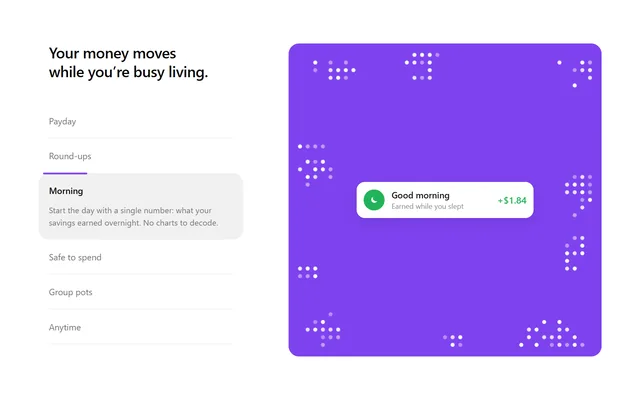 Your money moves
while you’re busy living.
Payday
Round-ups
Morning
Start the day with a single number: what your
savings earned overnight. No charts to decode.
Safe to spend
Group pots
Anytime
Good morning
Earned while you slept
+$1.84